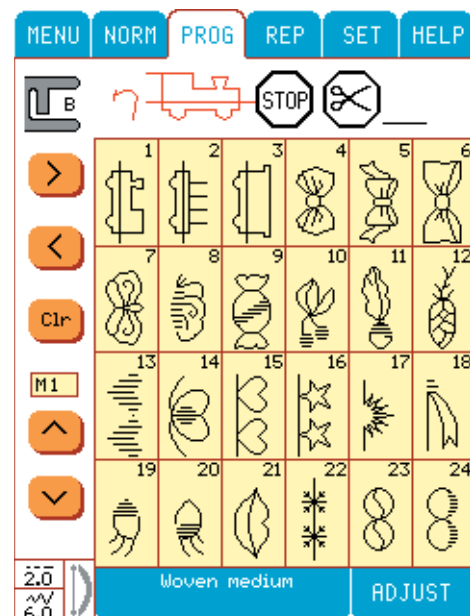 MENU NORM PROG REP SET HELP
B STOP
1 2 3 4 5 6
7 8 9 10 11 12
Clr
M1
13 14 15 16 17 18
19 20 21 22 23 24
2.0
6.0
Woven medium
ADJUST